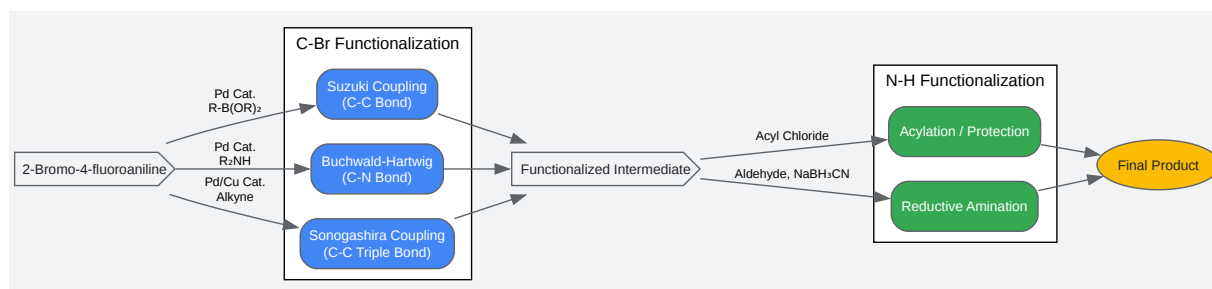 C-Br Functionalization
Suzuki Coupling
(C-C Bond)
Pd Cat.
R-B(OR)₂
2-Bromo-4-fluoroaniline
Pd Cat.
R₂NH
Buchwald-Hartwig
(C-N Bond)
Pd/Cu Cat.
Alkyne
Sonogashira Coupling
(C-C Triple Bond)
Functionalized Intermediate
N-H Functionalization
Acyl Chloride
Acylation / Protection
Aldehyde, NaBH₃CN
Reductive Amination
Final Product